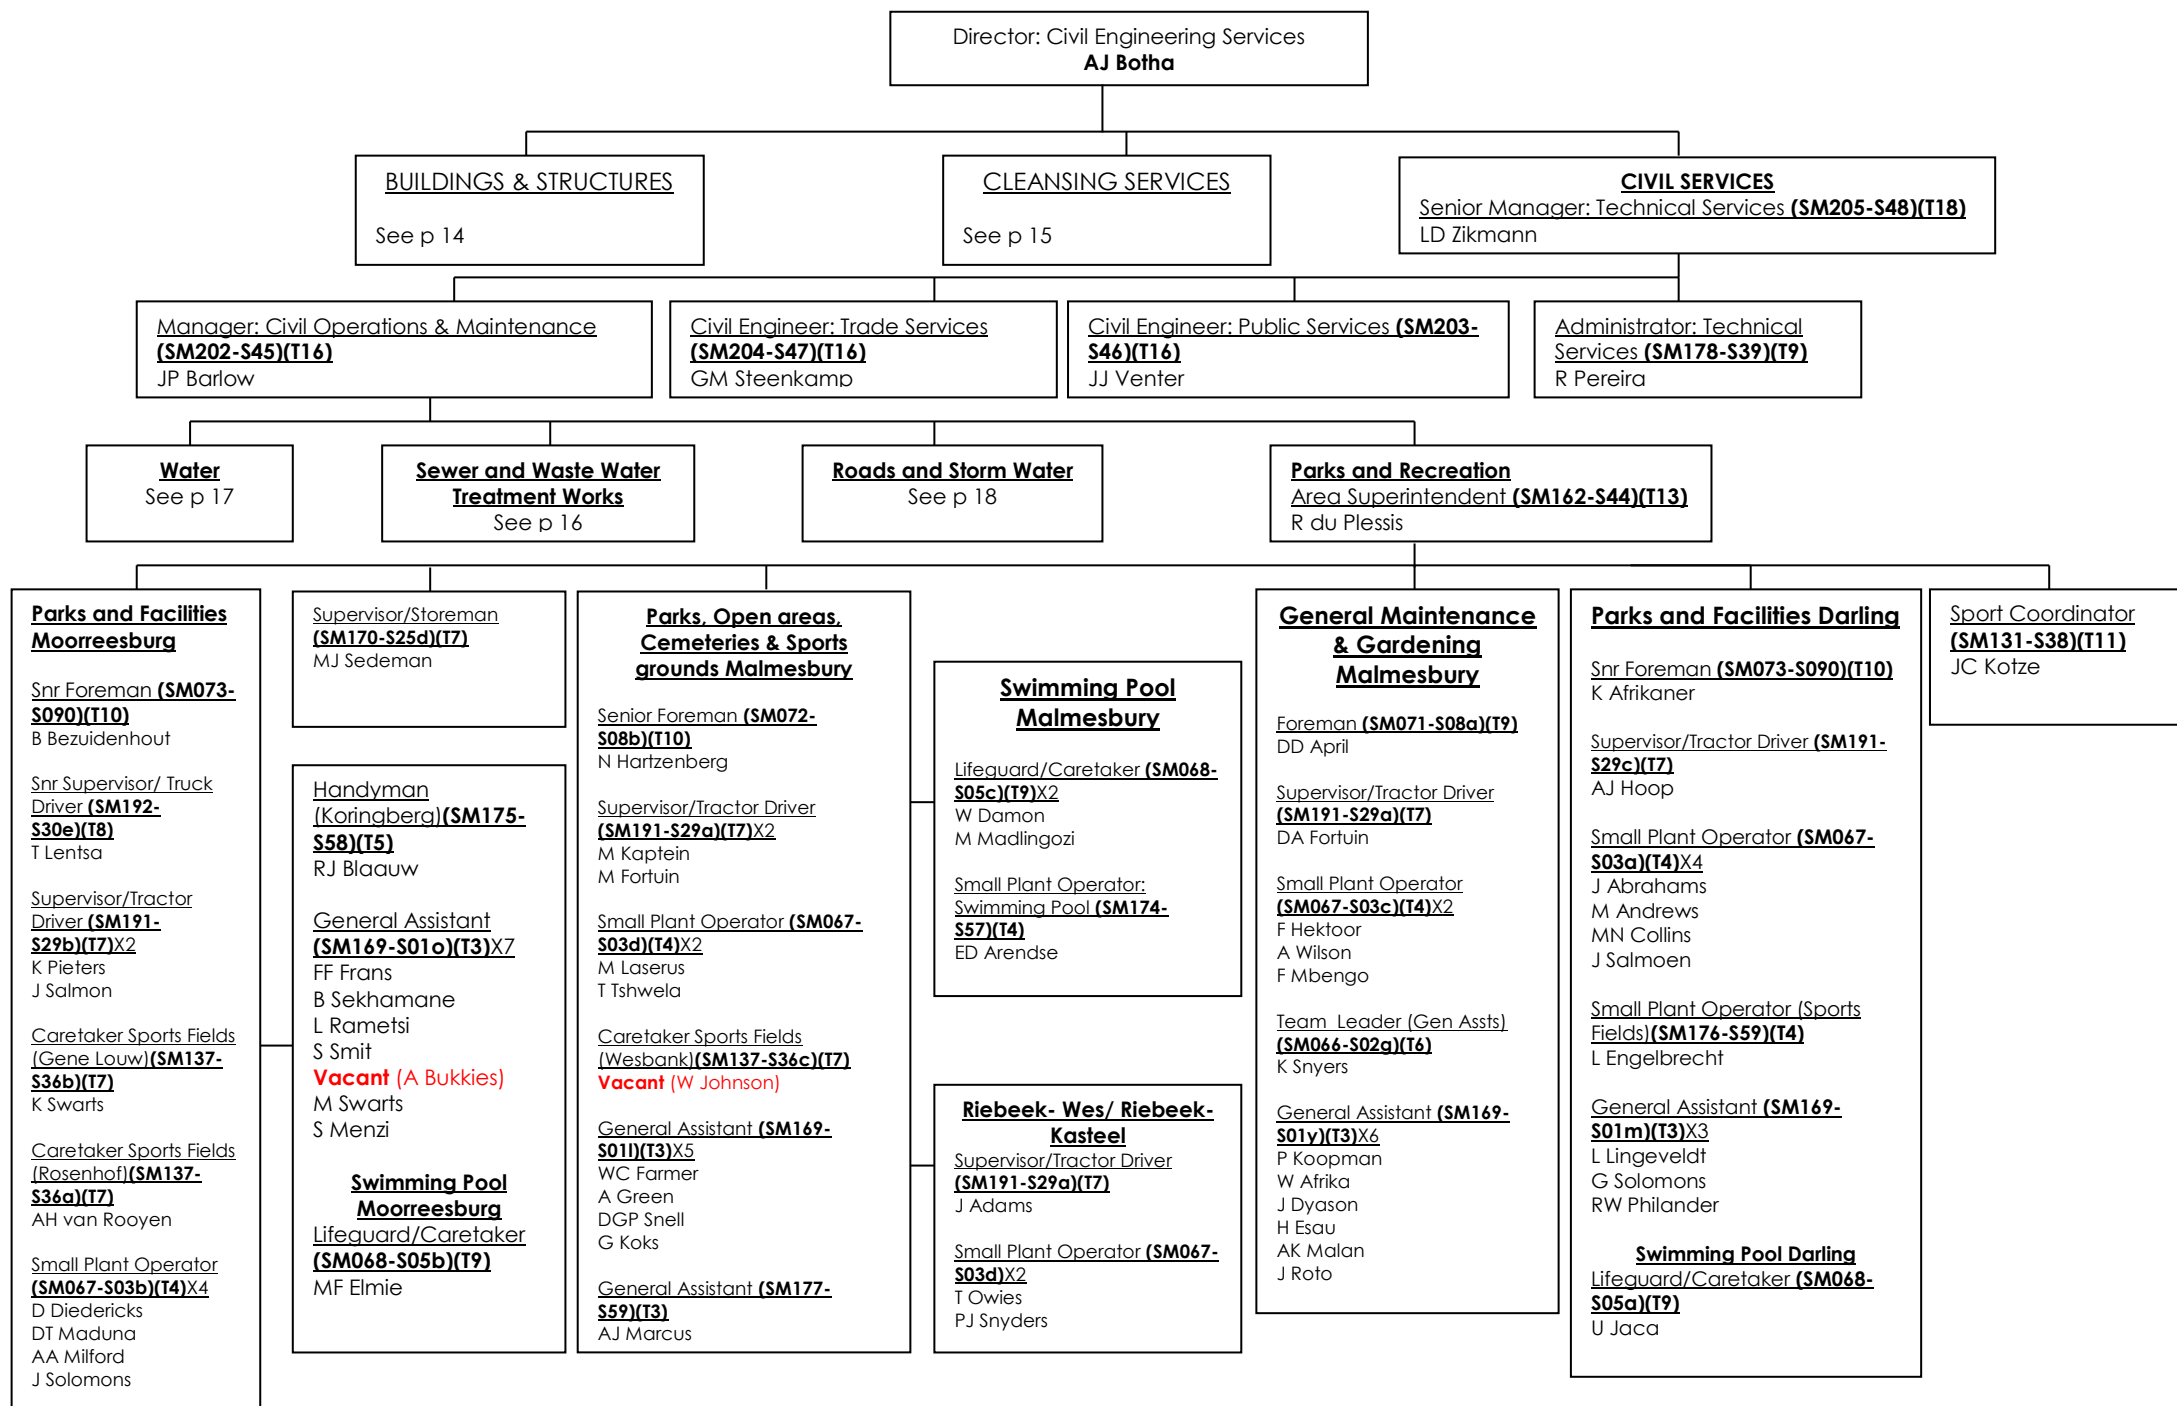 Director: Civil Engineering Services
AJ Botha
BUILDINGS & STRUCTURES
See p 14
CLEANSING SERVICES
See p 15
CIVIL SERVICES
Senior Manager: Technical Services (SM205-S48)(T18)
LD Zikmann
Manager: Civil Operations & Maintenance
(SM202-S45)(T16)
JP Barlow
Civil Engineer: Trade Services
(SM204-S47)(T16)
GM Steenkamp
Civil Engineer: Public Services (SM203-
S46)(T16)
JJ Venter
Administrator: Technical
Services (SM178-S39)(T9)
R Pereira
Water
See p 17
Sewer and Waste Water
Treatment Works
See p 16
Roads and Storm Water
See p 18
Parks and Recreation
Area Superintendent (SM162-S44)(T13)
R du Plessis
Parks and Facilities
Moorreesburg
Snr Foreman (SM073-
S090)(T10)
B Bezuidenhout
Snr Supervisor/ Truck
Driver (SM192-
S30e)(T8)
T Lentsa
Supervisor/Tractor
Driver (SM191-
S29b)(T7)X2
K Pieters
J Salmon
Caretaker Sports Fields
(Gene Louw)(SM137-
S36b)(T7)
K Swarts
Caretaker Sports Fields
(Rosenhof)(SM137-
S36a)(T7)
AH van Rooyen
Small Plant Operator
(SM067-S03b)(T4)X4
D Diedericks
DT Maduna
AA Milford
J Solomons
Supervisor/Storeman
(SM170-S25d)(T7)
MJ Sedeman
Handyman
(Koringberg)(SM175-
S58)(T5)
RJ Blaauw
General Assistant
(SM169-S01o)(T3)X7
FF Frans
B Sekhamane
L Rametsi
S Smit
Vacant (A Bukkies)
M Swarts
S Menzi
Swimming Pool
Moorreesburg
Lifeguard/Caretaker
(SM068-S05b)(T9)
MF Elmie
Parks, Open areas,
Cemeteries & Sports
grounds Malmesbury
Senior Foreman (SM072-
S08b)(T10)
N Hartzenberg
Supervisor/Tractor Driver
(SM191-S29a)(T7)X2
M Kaptein
M Fortuin
Small Plant Operator (SM067-
S03d)(T4)X2
M Laserus
T Tshwela
Caretaker Sports Fields
(Wesbank)(SM137-S36c)(T7)
Vacant (W Johnson)
General Assistant (SM169-
S01l)(T3)X5
WC Farmer
A Green
DGP Snell
G Koks
General Assistant (SM177-
S59)(T3)
AJ Marcus
Swimming Pool
Malmesbury
Lifeguard/Caretaker (SM068-
S05c)(T9)X2
W Damon
M Madlingozi
Small Plant Operator:
Swimming Pool (SM174-
S57)(T4)
ED Arendse
Riebeek- Wes/ Riebeek-
Kasteel
Supervisor/Tractor Driver
(SM191-S29a)(T7)
J Adams
Small Plant Operator (SM067-
S03d)X2
T Owies
PJ Snyders
General Maintenance
& Gardening
Malmesbury
Foreman (SM071-S08a)(T9)
DD April
Supervisor/Tractor Driver
(SM191-S29a)(T7)
DA Fortuin
Small Plant Operator
(SM067-S03c)(T4)X2
F Hektoor
A Wilson
F Mbengo
Team  Leader (Gen Assts)
(SM066-S02g)(T6)
K Snyers
General Assistant (SM169-
S01y)(T3)X6
P Koopman
W Afrika
J Dyason
H Esau
AK Malan
J Roto
Parks and Facilities Darling
Snr Foreman (SM073-S090)(T10)
K Afrikaner
Supervisor/Tractor Driver (SM191-
S29c)(T7)
AJ Hoop
Small Plant Operator (SM067-
S03a)(T4)X4
J Abrahams
M Andrews
MN Collins
J Salmoen
Small Plant Operator (Sports
Fields)(SM176-S59)(T4)
L Engelbrecht
General Assistant (SM169-
S01m)(T3)X3
L Lingeveldt
G Solomons
RW Philander
Swimming Pool Darling
Lifeguard/Caretaker (SM068-
S05a)(T9)
U Jaca
Sport Coordinator
(SM131-S38)(T11)
JC Kotze